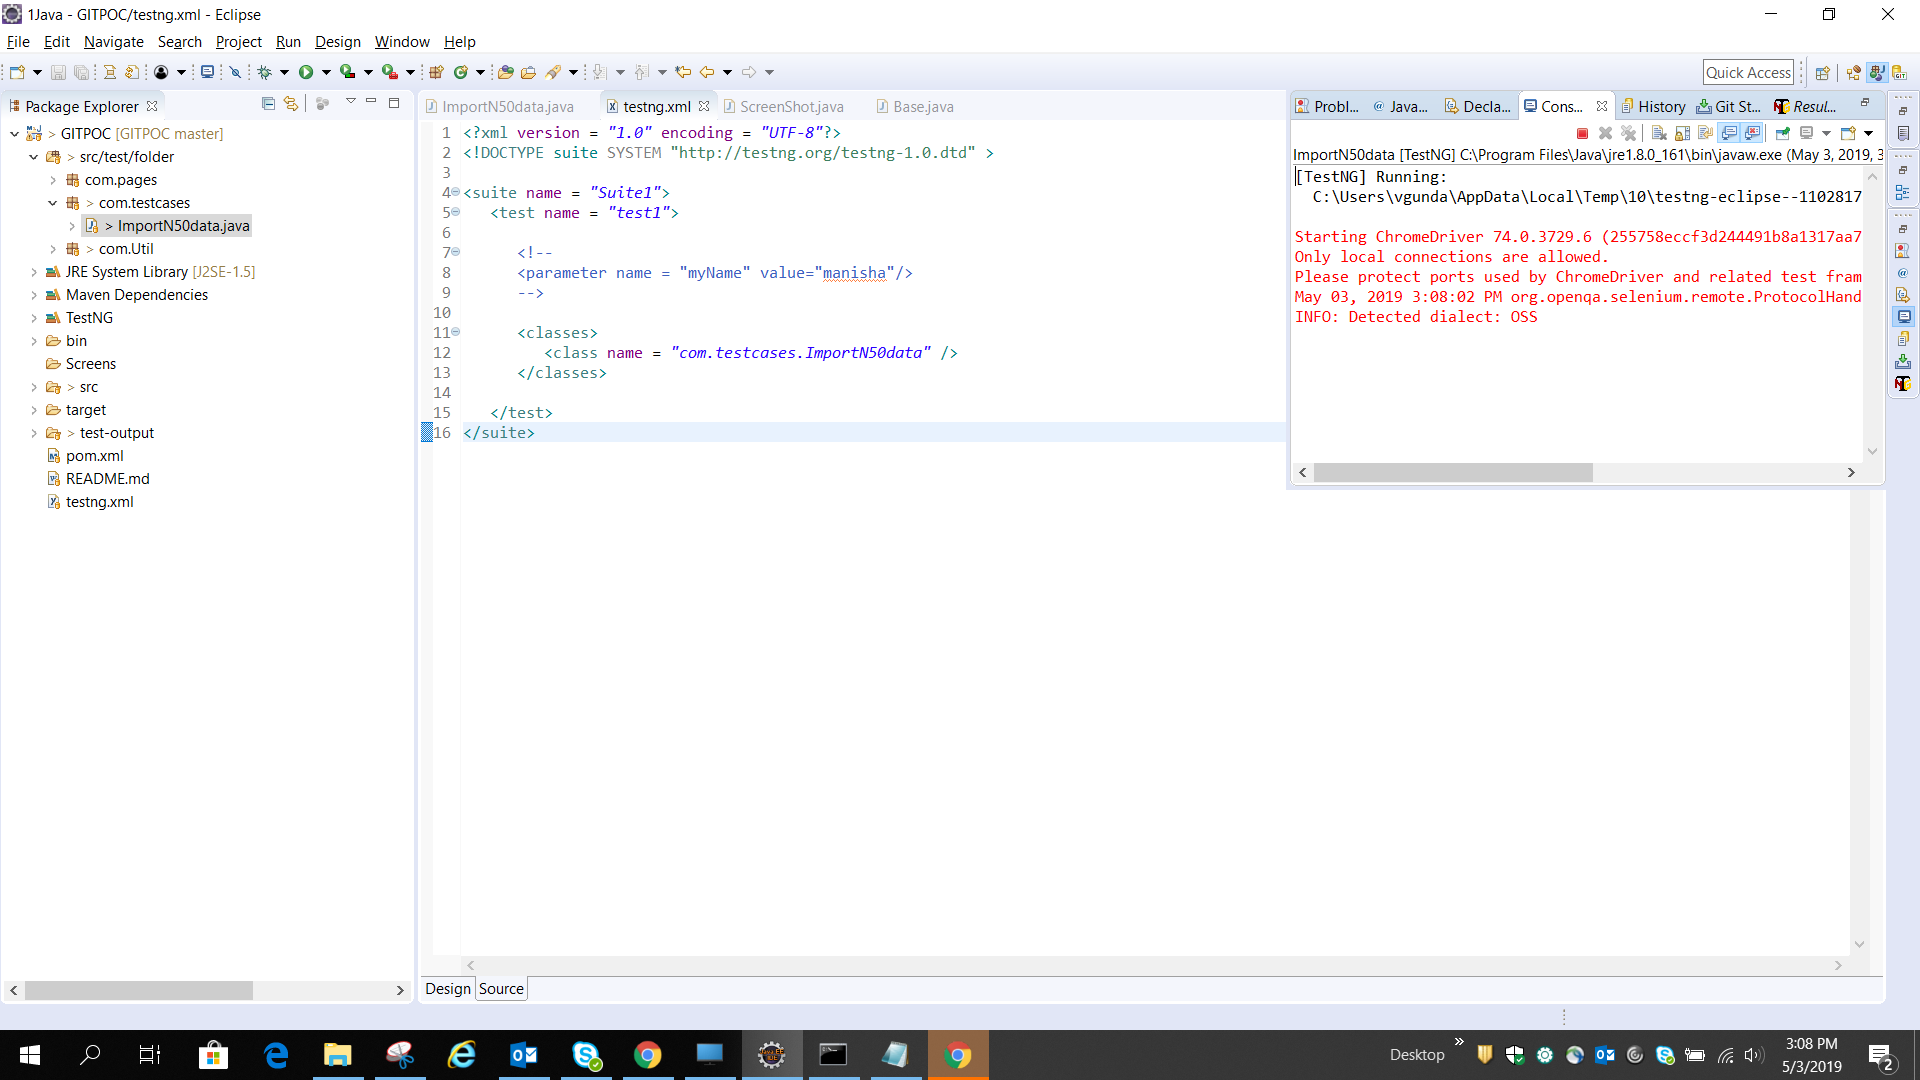 1Java - GITPOC/testng.xml - Eclipse
File Edit Navigate Search Project Run Design Window Help
Quick Access
Package Explorer
GITPOC [GITPOC master]
> src/test/folder
com.pages
> com.testcases
> ImportN50data.java
> com.Util
JRE System Library [J2SE-1.5]
Maven Dependencies
TestNG
bin
Screens
> src
target
> test-output
pom.xml
README.md
testng.xml
ImportN50data.java testng.xml ScreenShot.java Base.java
1 <?xml version = "1.0" encoding = "UTF-8"?>
2 <!DOCTYPE suite SYSTEM "http://testng.org/testng-1.0.dtd" >
3
4 <suite name = "Suite1">
5 <test name = "test1">
6
7 <!--
8 <parameter name = "myName" value="manisha"/>
9 -->
10
11 <classes>
12 <class name = "com.testcases.ImportN50data" />
13 </classes>
14
15 </test>
16 </suite>
Design Source
Probl... Java... Decla... Cons... History Git St... Resul...
ImportN50data [TestNG] C:\Program Files\Java\jre1.8.0_161\bin\javaw.exe (May 3, 2019, 3
[TestNG] Running:
C:\Users\vgunda\AppData\Local\Temp\10\testng-eclipse--1102817
Starting ChromeDriver 74.0.3729.6 (255758eccf3d244491b8a1317aa7
Only local connections are allowed.
Please protect ports used by ChromeDriver and related test fram
May 03, 2019 3:08:02 PM org.openqa.selenium.remote.ProtocolHand
INFO: Detected dialect: OSS
Desktop
3:08 PM
5/3/2019
2